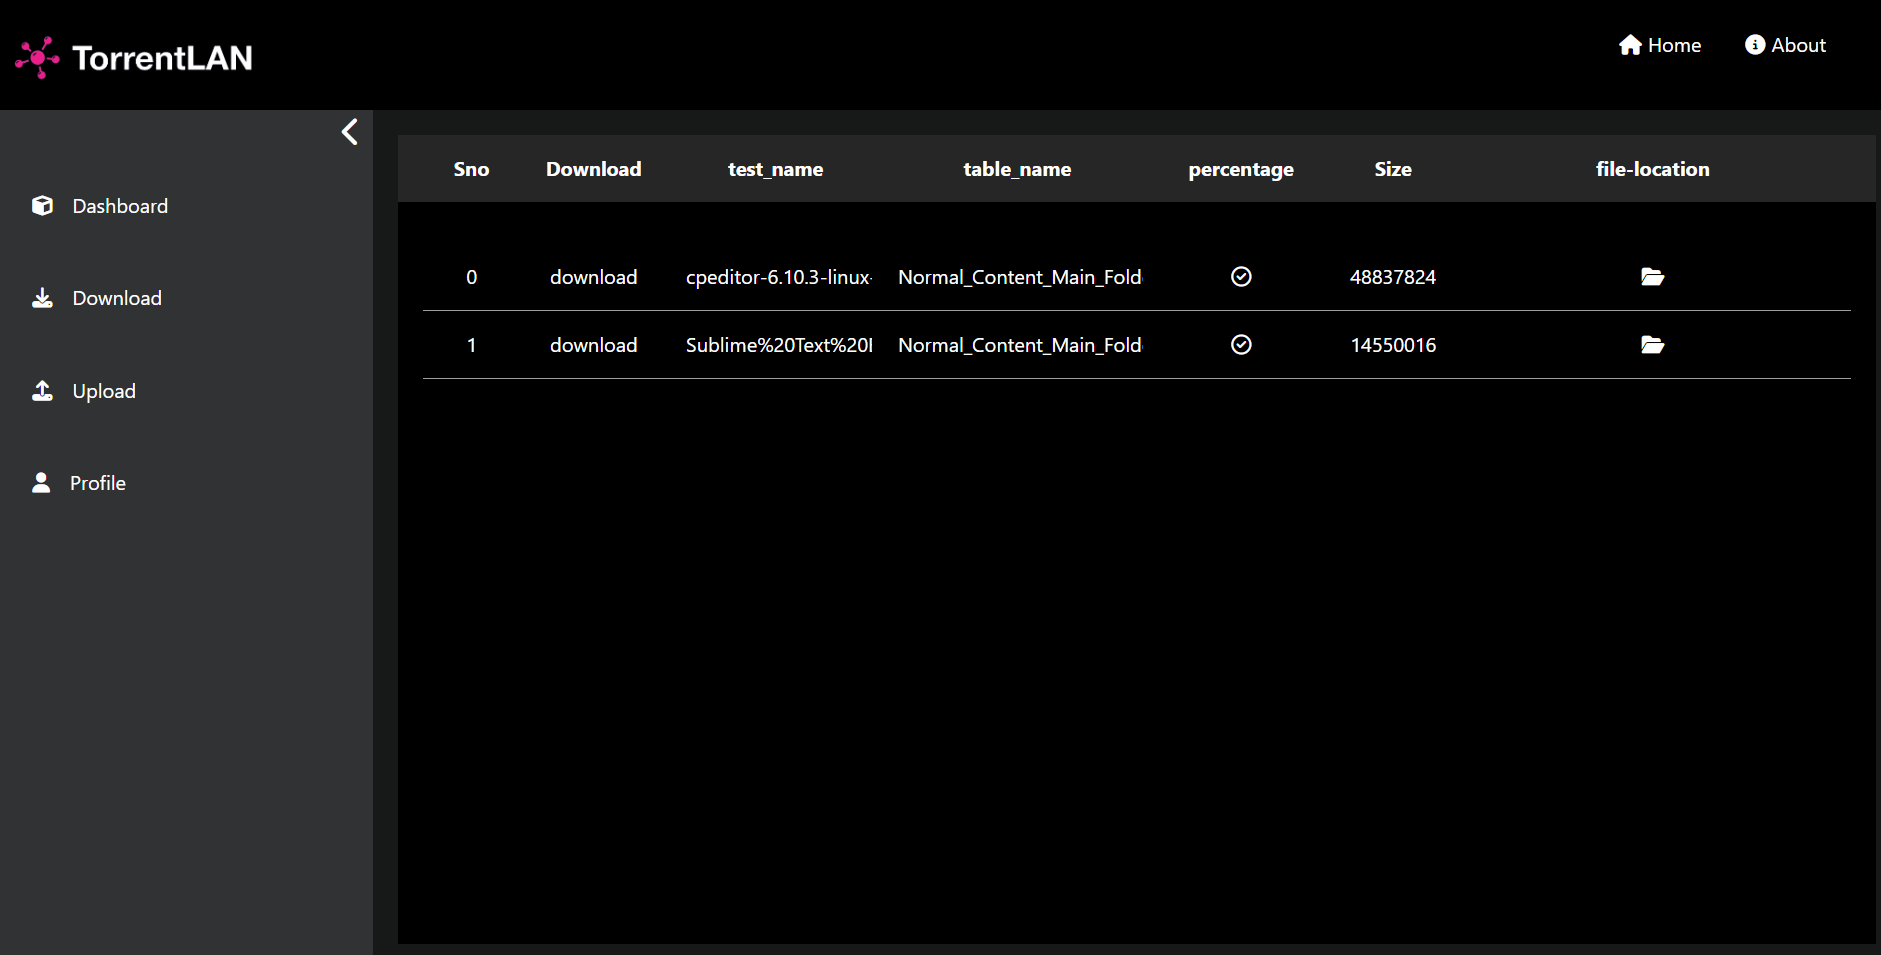 TorrentLAN
Home About
Dashboard
Download
Upload
Profile
Sno Download test_name table_name percentage Size file-location
0 download cpeditor-6.10.3-linux- Normal_Content_Main_Fold 48837824
1 download Sublime%20Text%20 Normal_Content_Main_Fold 14550016